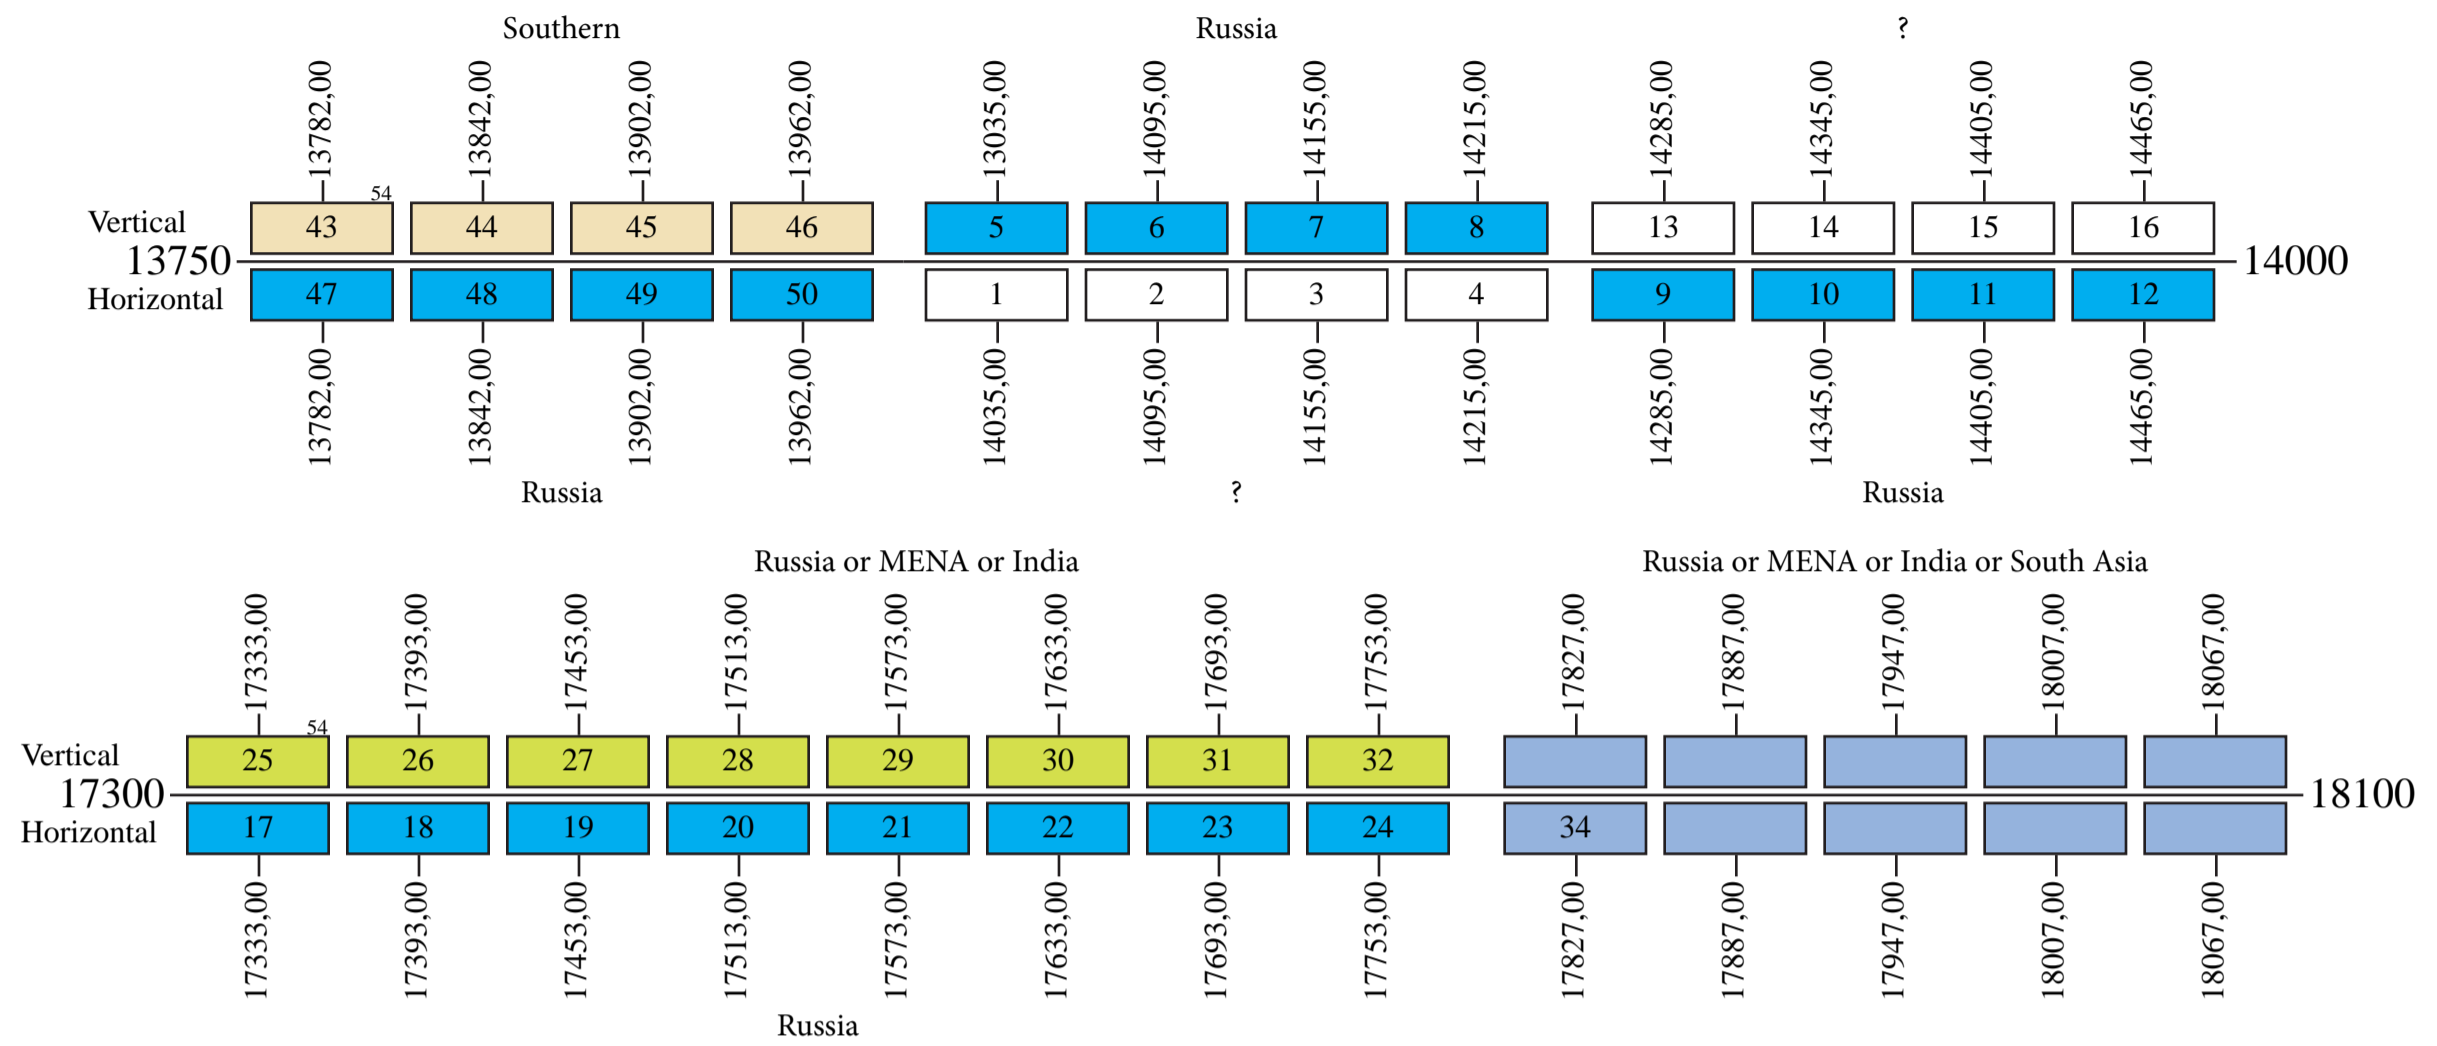 Southern Russia ?
13782,00 13842,00 13902,00 13962,00 13035,00 14095,00 14155,00 14215,00 14285,00 14345,00 14405,00 14465,00
54
Vertical 43 44 45 46 5 6 7 8 13 14 15 16
13750 14000
Horizontal 47 48 49 50 1 2 3 4 9 10 11 12
13782,00 13842,00 13902,00 13962,00 14035,00 14095,00 14155,00 14215,00 14285,00 14345,00 14405,00 14465,00
Russia ? Russia
Russia or MENA or India Russia or MENA or India or South Asia
17333,00 17393,00 17453,00 17513,00 17573,00 17633,00 17693,00 17753,00 17827,00 17887,00 17947,00 18007,00 18067,00
54
Vertical 25 26 27 28 29 30 31 32
17300 18100
Horizontal 17 18 19 20 21 22 23 24 34
17333,00 17393,00 17453,00 17513,00 17573,00 17633,00 17693,00 17753,00 17827,00 17887,00 17947,00 18007,00 18067,00
Russia